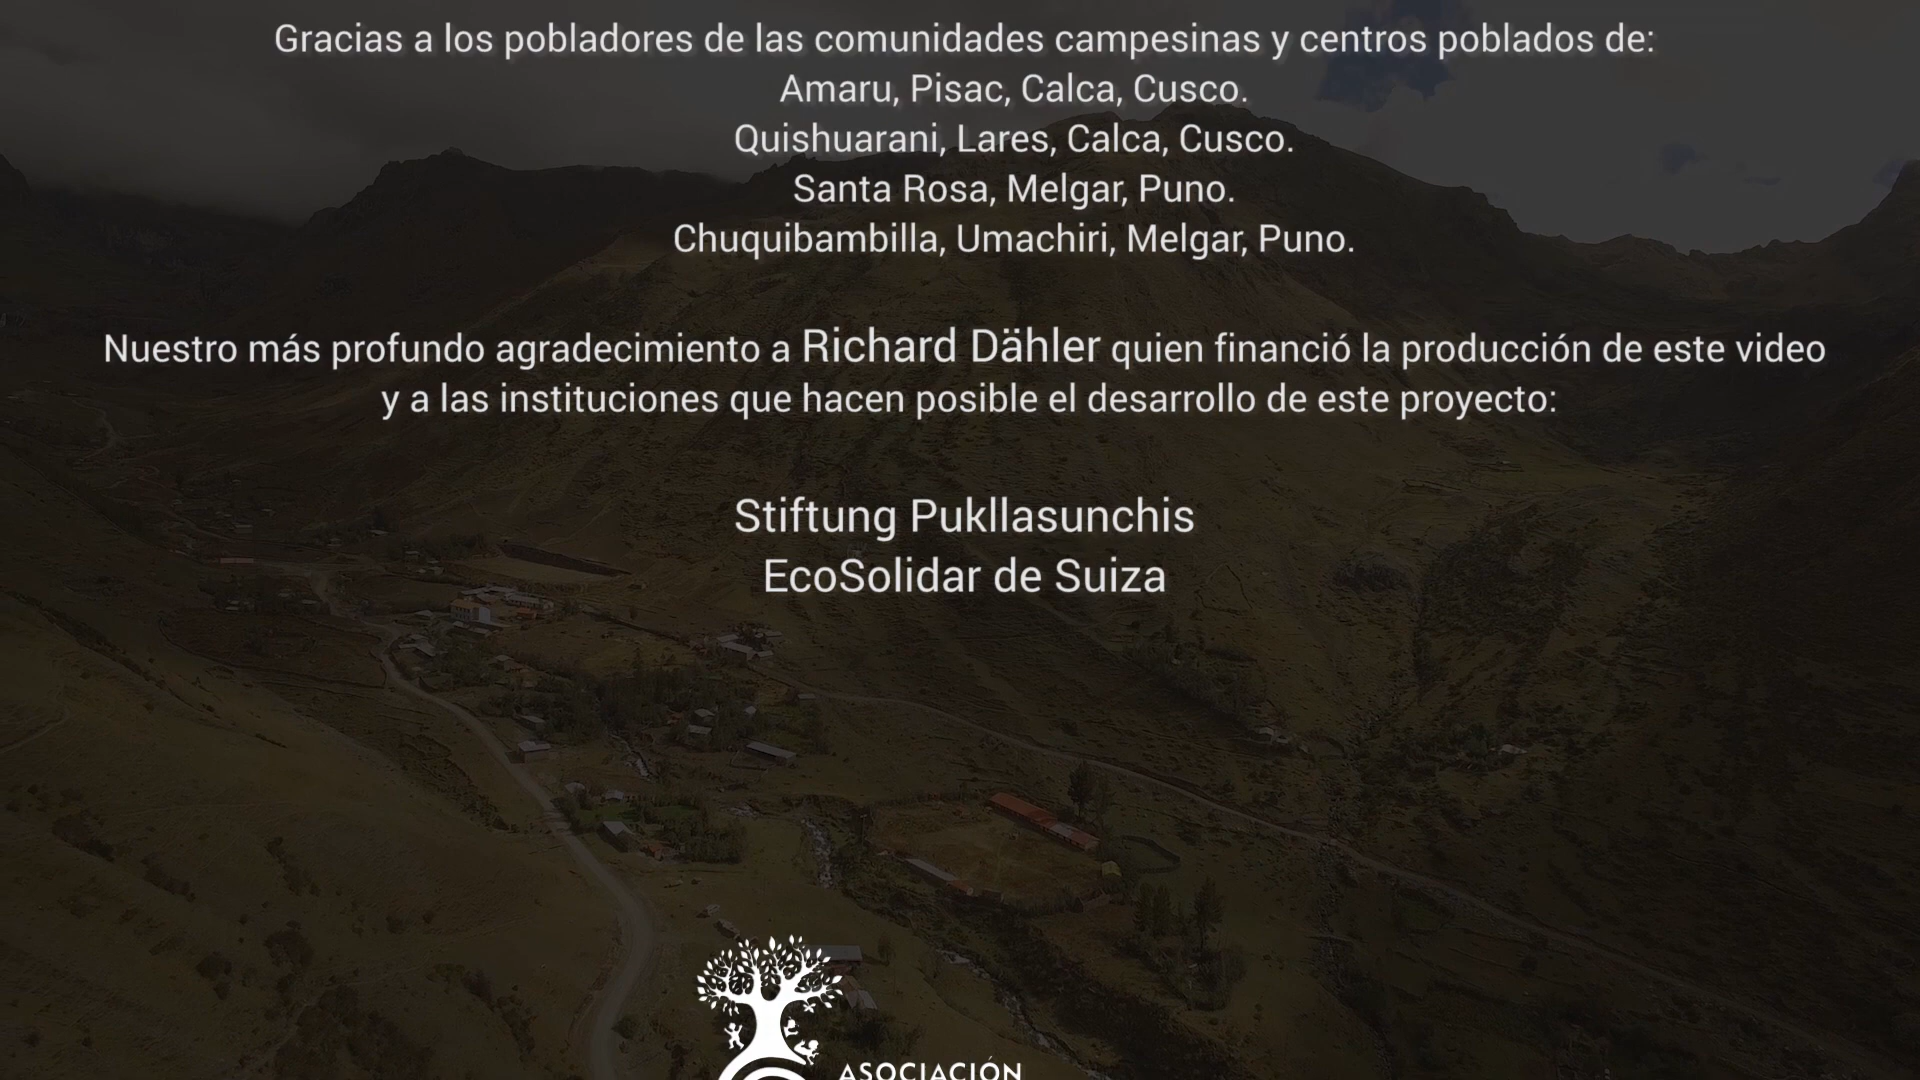 Gracias a los pobladores de las comunidades campesinas y centros poblados de:
Amaru, Pisac, Calca, Cusco.
Quishuarani, Lares, Calca, Cusco.
Santa Rosa, Melgar, Puno.
Chuquibambilla, Umachiri, Melgar, Puno.
Nuestro más profundo agradecimiento a Richard Dähler quien financió la producción de este video
y a las instituciones que hacen posible el desarrollo de este proyecto:
Stiftung Pukllasunchis
EcoSolidar de Suiza
ASOCIACIÓN